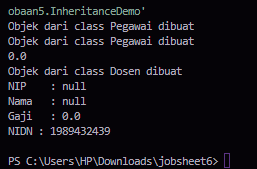 obaan5.InheritanceDemo'
Objek dari class Pegawai dibuat
Objek dari class Pegawai dibuat
0.0
Objek dari class Dosen dibuat
NIP : null
Nama : null
Gaji : 0.0
NIDN : 1989432439
PS C:\Users\HP\Downloads\jobsheet6>